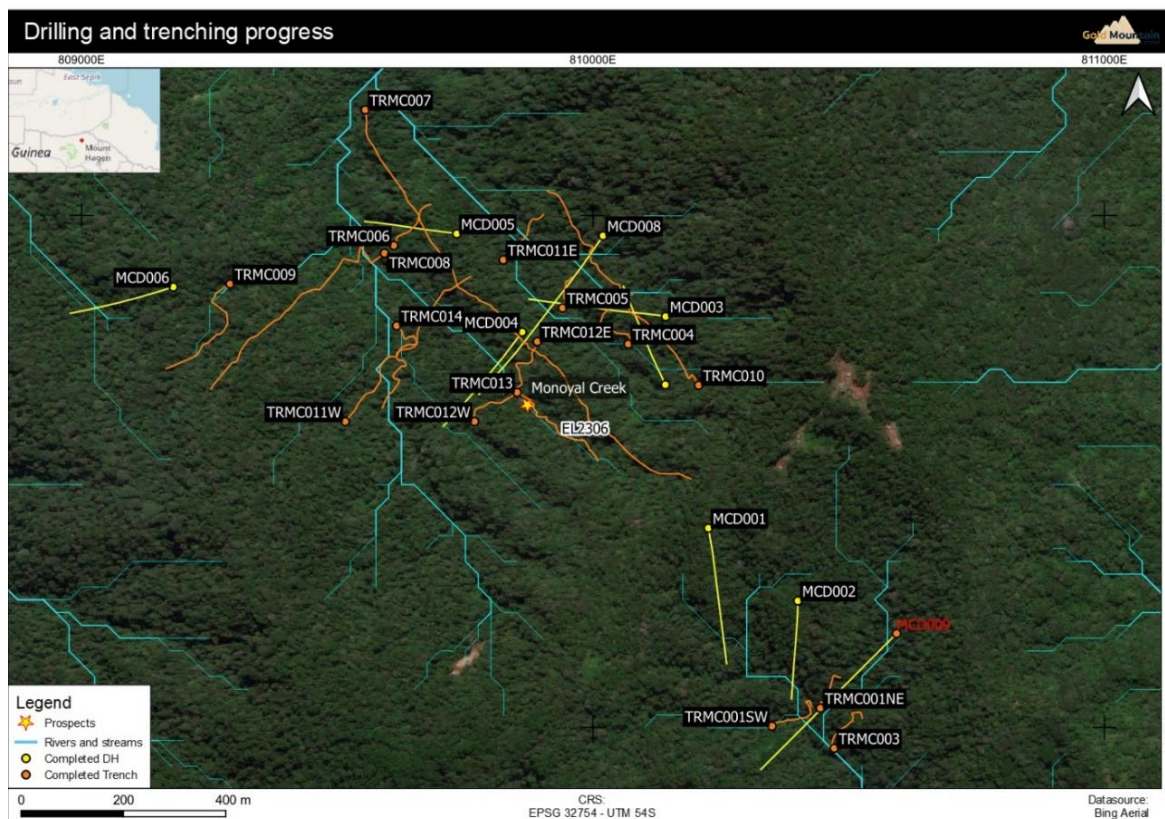 Drilling and trenching progress
Gold Mountain
809000E
810000E
811000E
East Sepik
Mount
Hagen
Guinea
TRMC007
MCD005
MCD008
TRMC006
TRMC011E
TRMC008
MCD006
TRMC009
TRMC005
MCD003
TRMC014
MCD004
TRMC012E
TRMC004
TRMC013
Monoyal Creek
TRMC010
TRMC011W
TRMC012W
EL2306
MCD001
MCD002
MCD009
TRMC001NE
TRMC001SW
TRMC003
Legend
Prospects
Rivers and streams
Completed DH
Completed Trench
0 200 400 m
CRS:
EPSG 32754 - UTM 54S
Datasource:
Bing Aerial